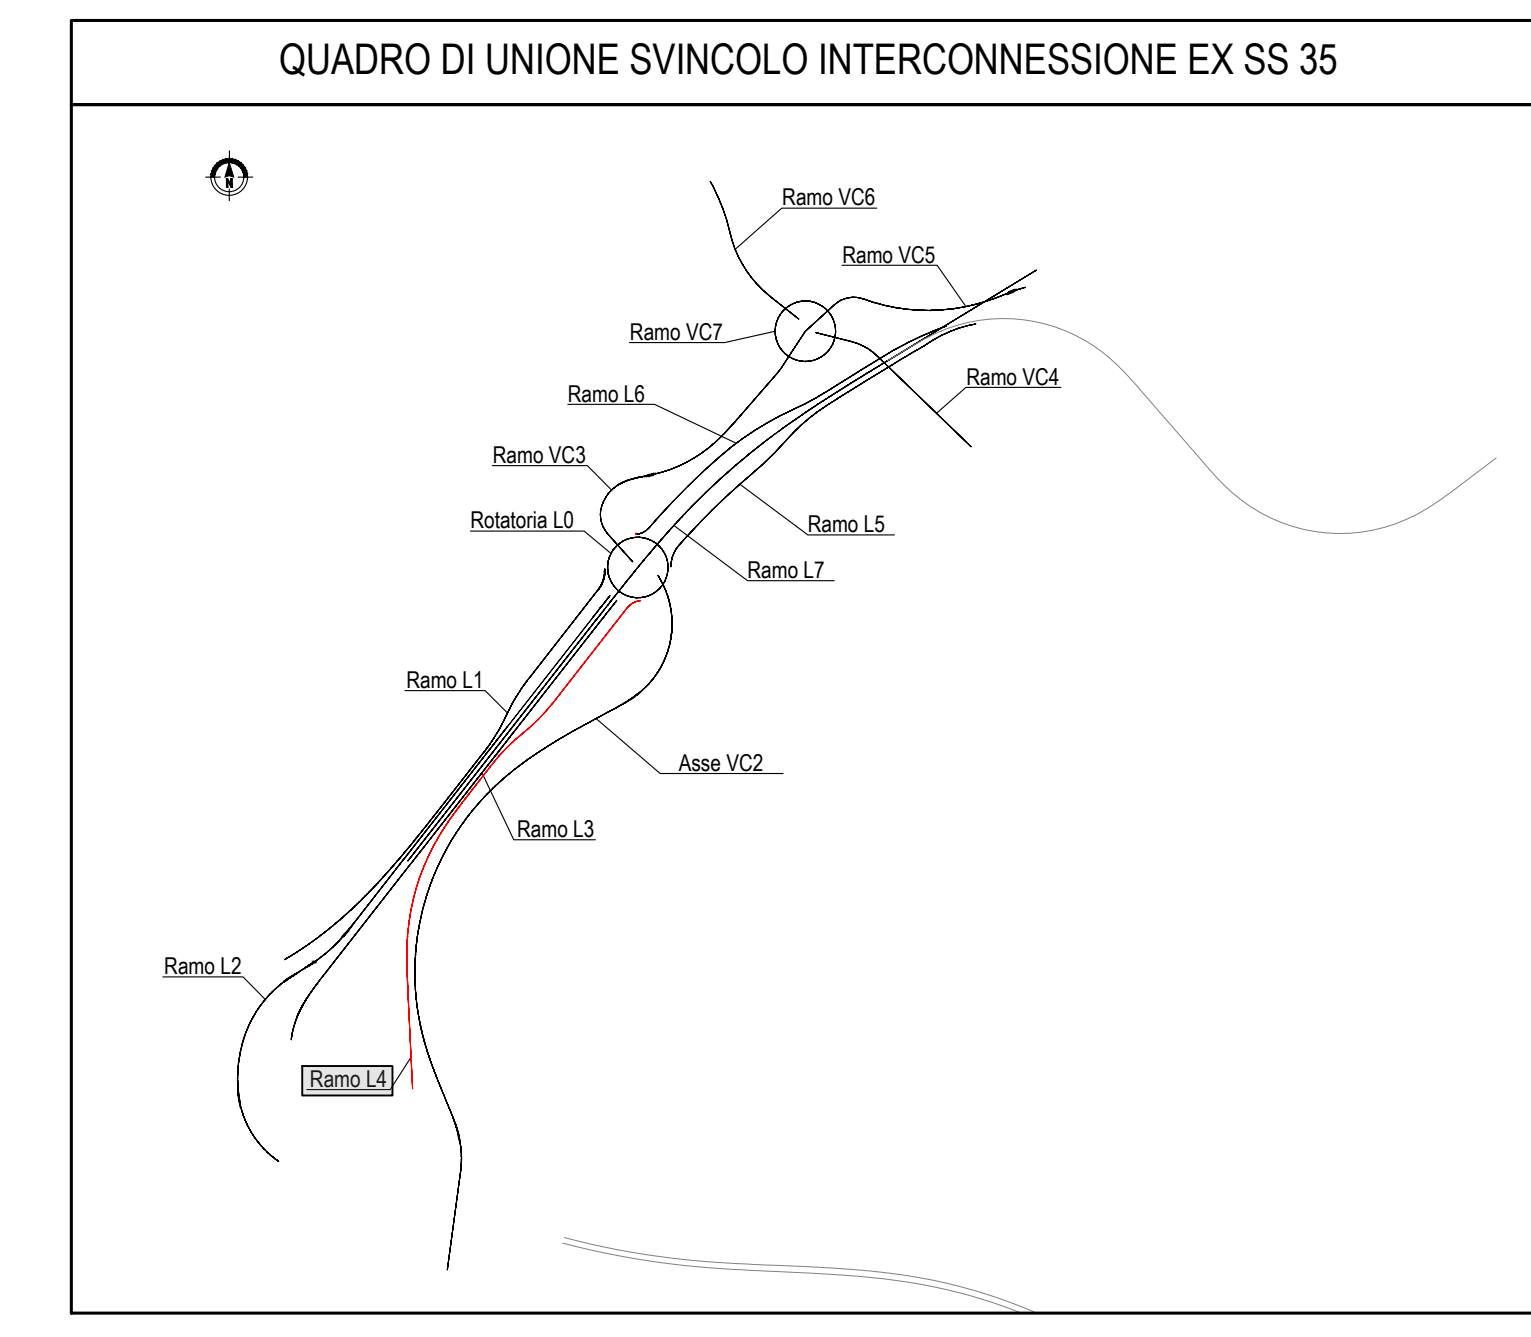 QUADRO DI UNIONE SVINCOLO INTERCONNESSIONE EX SS 35
N
Ramo VC6
Ramo VC5
Ramo VC7
Ramo VC4
Ramo L6
Ramo VC3
Rotatoria L0
Ramo L5
Ramo L7
Ramo L1
Asse VC2
Ramo L3
Ramo L2
Ramo L4